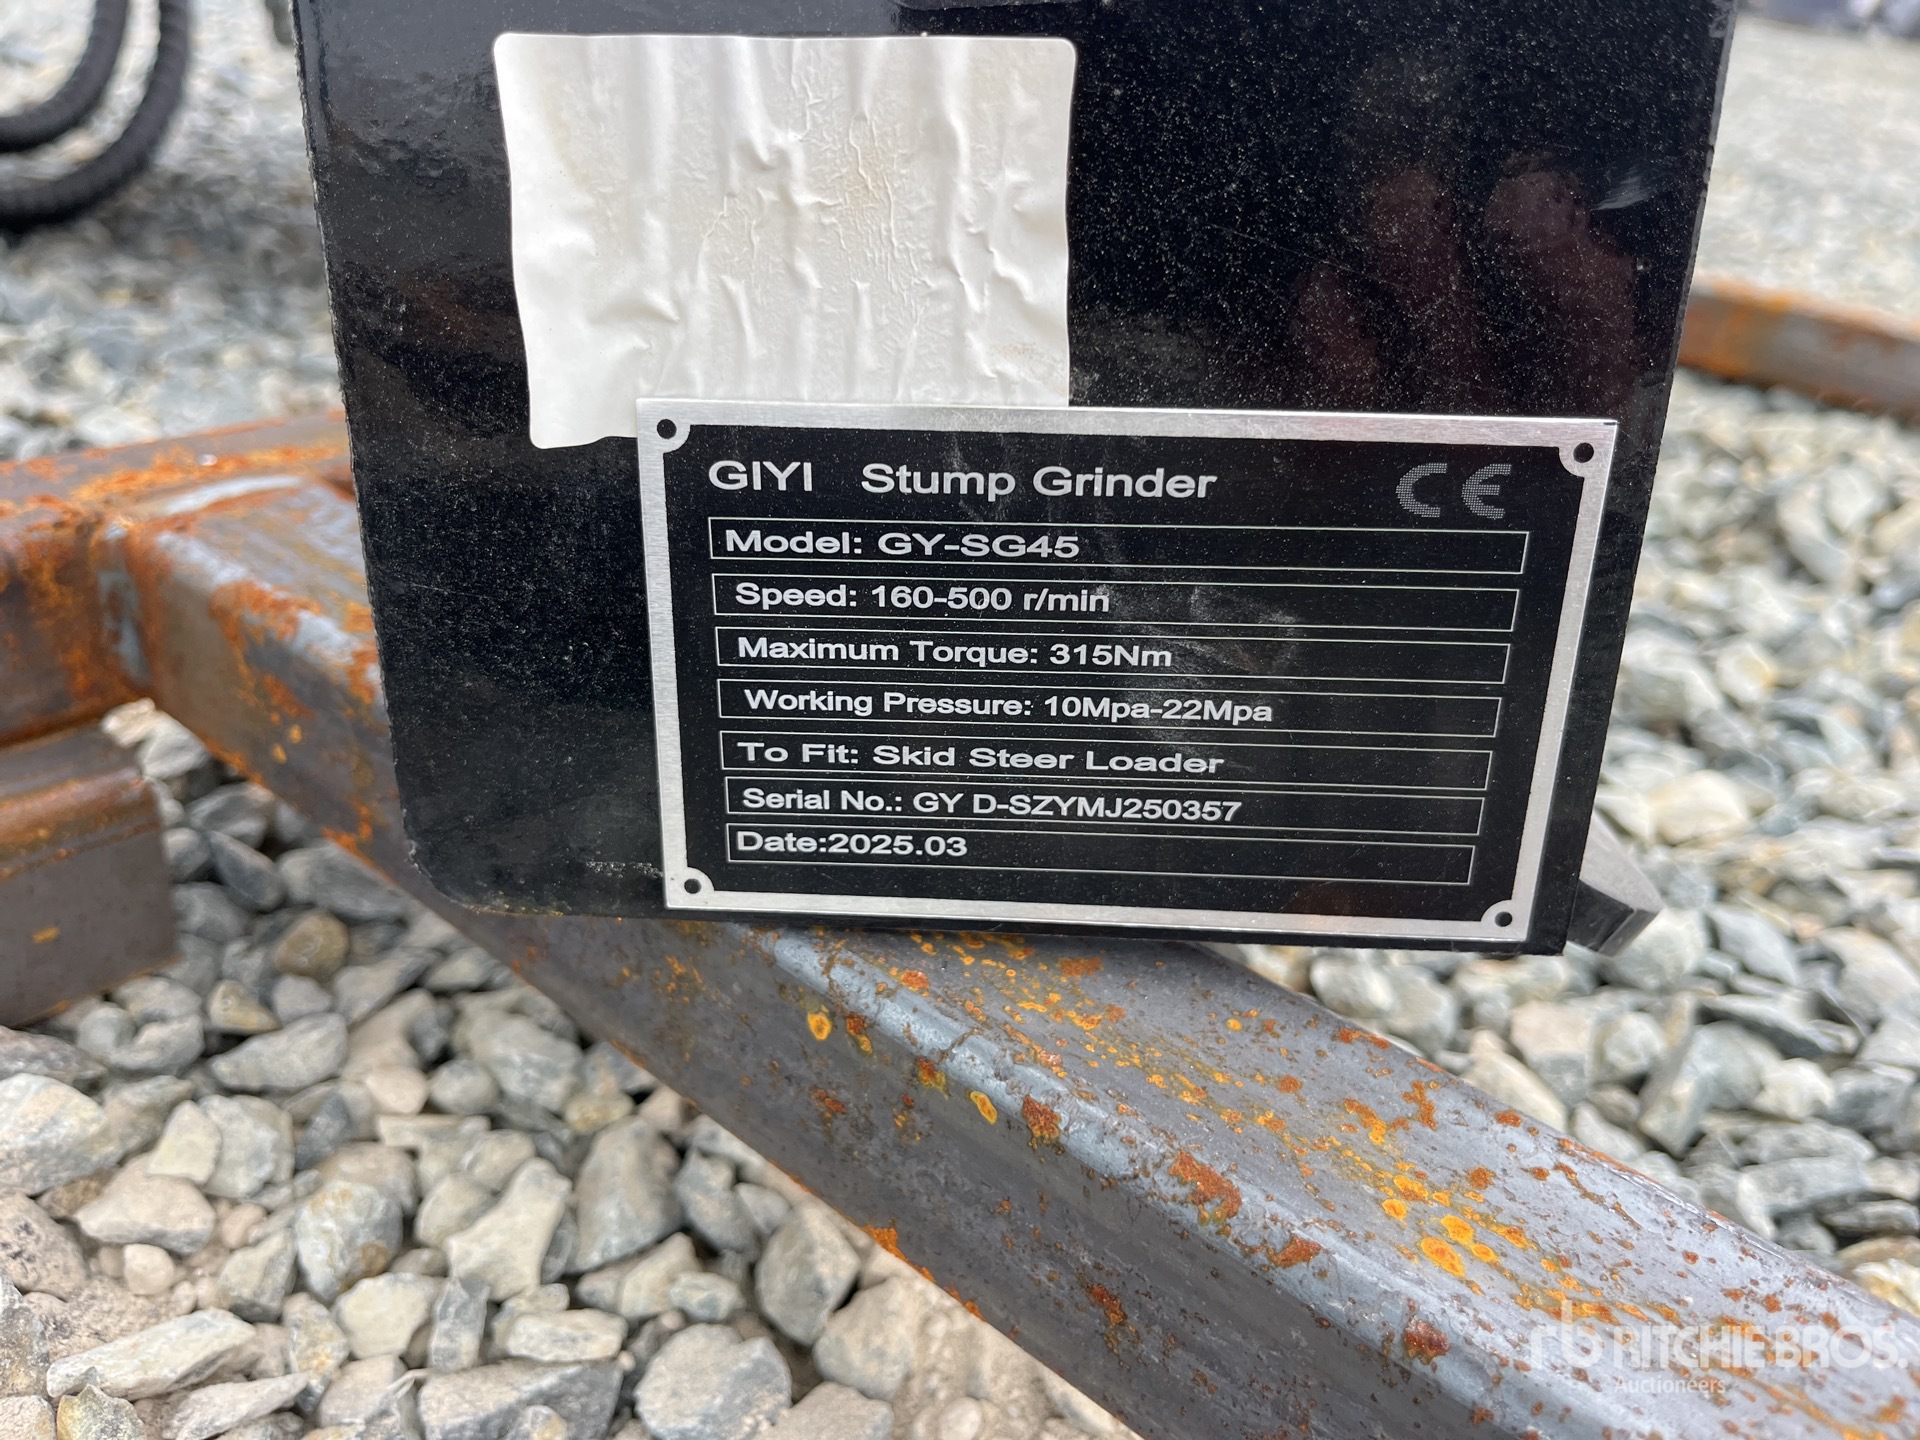 GIYI Stump Grinder CE
Model: GY-SG45
Speed: 160-500 r/min
Maximum Torque: 315Nm
Working Pressure: 10Mpa-22Mpa
To Fit: Skid Steer Loader
Serial No.: GY D-SZYMJ250357
Date:2025.03
rb RITCHIE BROS.
Auctioneers